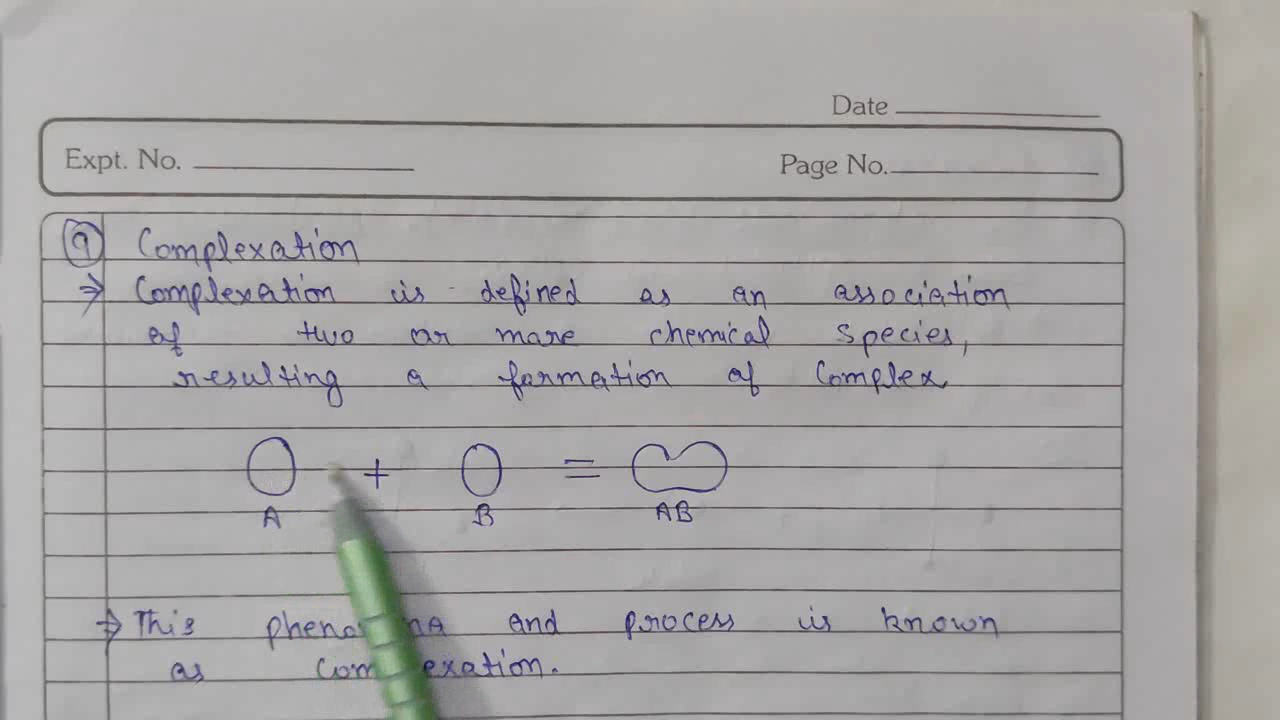 Date
Expt. No.
Page No.
9 Complexation
⇒ Complexation is defined as an association
of two or more chemical species,
resulting a formation of complex
A + B = AB
⇒ This and process is known
as